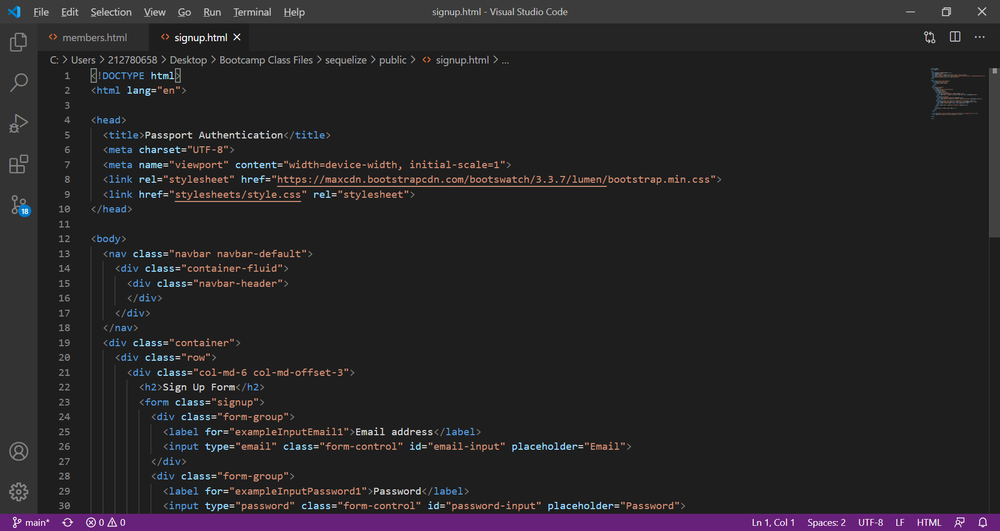 File Edit Selection View Go Run Terminal Help signup.html - Visual Studio Code
members.html signup.html
C: > Users > 212780658 > Desktop > Bootcamp Class Files > sequelize > public > signup.html > ...
1 <!DOCTYPE html>
2 <html lang="en">
3
4 <head>
5 <title>Passport Authentication</title>
6 <meta charset="UTF-8">
7 <meta name="viewport" content="width=device-width, initial-scale=1">
8 <link rel="stylesheet" href="https://maxcdn.bootstrapcdn.com/bootswatch/3.3.7/lumen/bootstrap.min.css">
9 <link href="stylesheets/style.css" rel="stylesheet">
10 </head>
11
12 <body>
13 <nav class="navbar navbar-default">
14 <div class="container-fluid">
15 <div class="navbar-header">
16 </div>
17 </div>
18 </nav>
19 <div class="container">
20 <div class="row">
21 <div class="col-md-6 col-md-offset-3">
22 <h2>Sign Up Form</h2>
23 <form class="signup">
24 <div class="form-group">
25 <label for="exampleInputEmail1">Email address</label>
26 <input type="email" class="form-control" id="email-input" placeholder="Email">
27 </div>
28 <div class="form-group">
29 <label for="exampleInputPassword1">Password</label>
30 <input type="password" class="form-control" id="password-input" placeholder="Password">
18
main* 0 0 Ln 1, Col 1 Spaces: 2 UTF-8 LF HTML